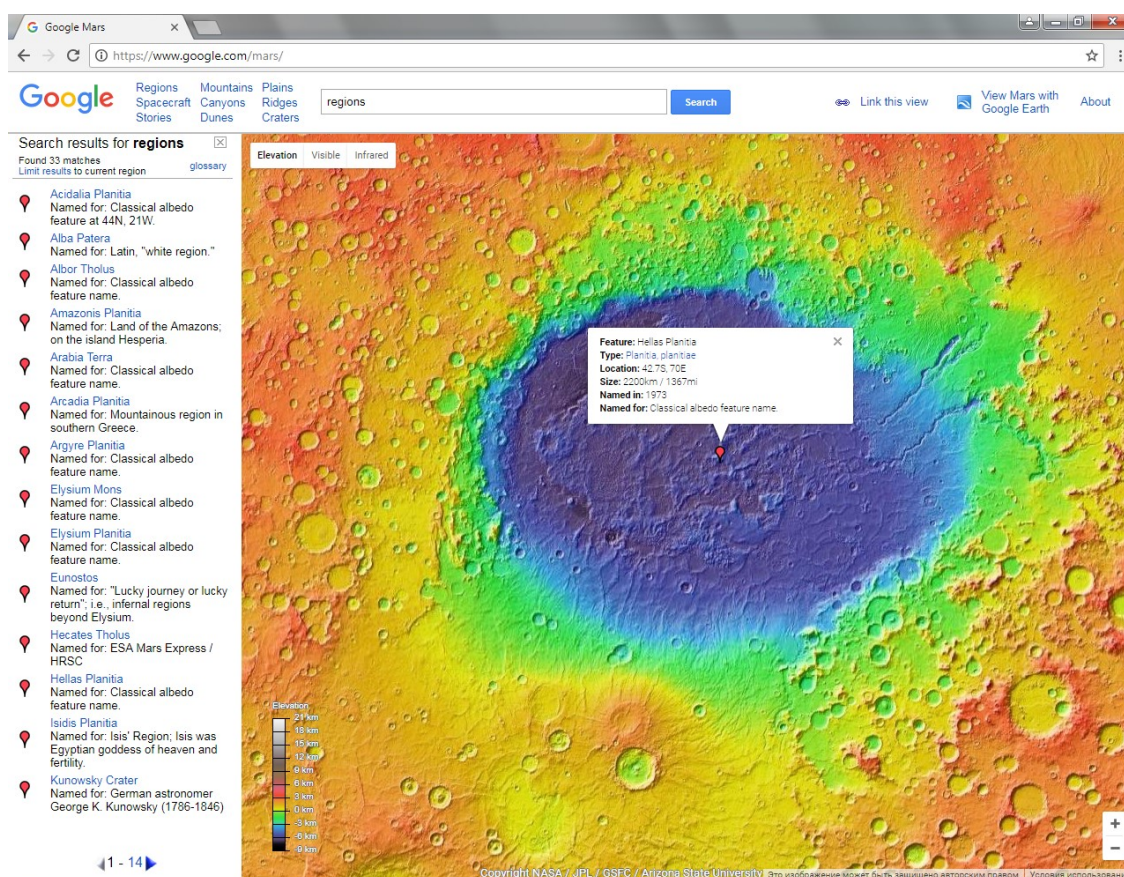 Google Mars
https://www.google.com/mars/
Google
Regions Mountains Plains
Spacecraft Canyons Ridges
Stories Dunes Craters
regions
Search
Link this view
View Mars with
Google Earth
About
Search results for regions
Found 33 matches
Limit results to current region
glossary
Acidalia Planitia
Named for: Classical albedo
feature at 44N, 21W.
Alba Patera
Named for: Latin, "white region."
Albor Tholus
Named for: Classical albedo
feature name.
Amazonis Planitia
Named for: Land of the Amazons;
on the island Hesperia.
Arabia Terra
Named for: Classical albedo
feature name.
Arcadia Planitia
Named for: Mountainous region in
southern Greece.
Argyre Planitia
Named for: Classical albedo
feature name.
Elysium Mons
Named for: Classical albedo
feature name.
Elysium Planitia
Named for: Classical albedo
feature name.
Eunostos
Named for: "Lucky journey or lucky
return"; i.e., infernal regions
beyond Elysium.
Hecates Tholus
Named for: ESA Mars Express /
HRSC
Hellas Planitia
Named for: Classical albedo
feature name.
Isidis Planitia
Named for: Isis' Region; Isis was
Egyptian goddess of heaven and
fertility.
Kunowsky Crater
Named for: German astronomer
George K. Kunowsky (1786-1846)
1 - 14
Elevation Visible Infrared
Feature: Hellas Planitia
Type: Planitia, planitiae
Location: 42.7S, 70E
Size: 2200km / 1367mi
Named in: 1973
Named for: Classical albedo feature name.
Elevation
21 km
18 km
15 km
12 km
9 km
6 km
3 km
0 km
-3 km
-6 km
-9 km
Copyright NASA / JPL / GSFC / Arizona State University
Это изображение может быть защищено авторским правом
Условия использовани